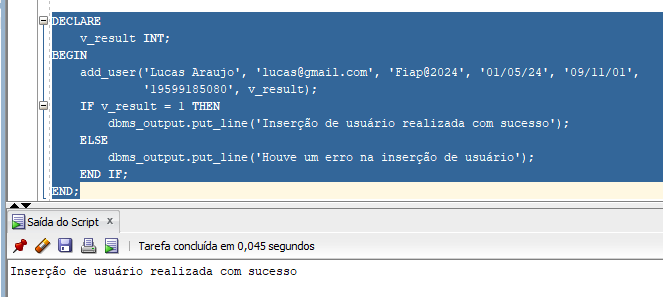 DECLARE
v_result INT;
BEGIN
add_user('Lucas Araujo', 'lucas@gmail.com', 'Fiap@2024', '01/05/24', '09/11/01',
'19599185080', v_result);
IF v_result = 1 THEN
dbms_output.put_line('Inserção de usuário realizada com sucesso');
ELSE
dbms_output.put_line('Houve um erro na inserção de usuário');
END IF;
END;
Saída do Script x
Tarefa concluída em 0,045 segundos
Inserção de usuário realizada com sucesso